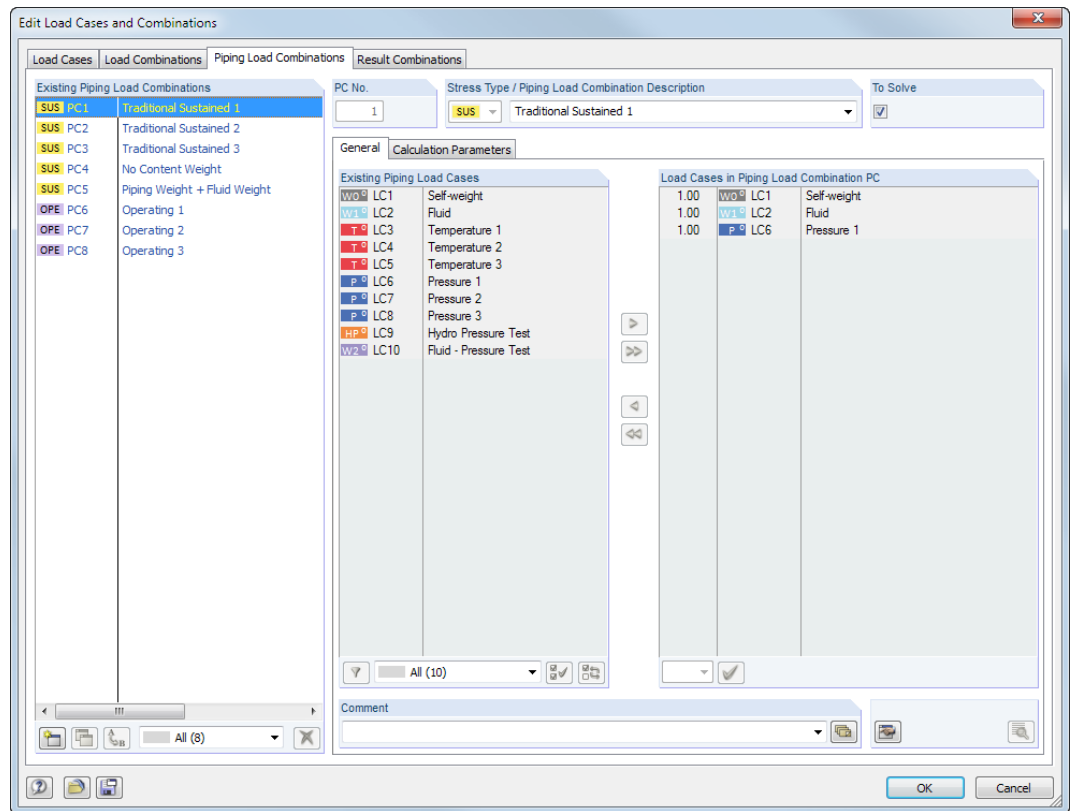 Edit Load Cases and Combinations
x
Load Cases Load Combinations Piping Load Combinations Result Combinations
Existing Piping Load Combinations
SUS PC1 Traditional Sustained 1
SUS PC2 Traditional Sustained 2
SUS PC3 Traditional Sustained 3
SUS PC4 No Content Weight
SUS PC5 Piping Weight + Fluid Weight
OPE PC6 Operating 1
OPE PC7 Operating 2
OPE PC8 Operating 3
All (8)
PC No.
1
Stress Type / Piping Load Combination Description
SUS Traditional Sustained 1
To Solve
General Calculation Parameters
Existing Piping Load Cases
W0 G LC1 Self-weight
W1 G LC2 Fluid
T G LC3 Temperature 1
T G LC4 Temperature 2
T G LC5 Temperature 3
P G LC6 Pressure 1
P G LC7 Pressure 2
P G LC8 Pressure 3
HP G LC9 Hydro Pressure Test
W2 G LC10 Fluid - Pressure Test
All (10)
Load Cases in Piping Load Combination PC
1.00 W0 G LC1 Self-weight
1.00 W1 G LC2 Fluid
1.00 P G LC6 Pressure 1
Comment
OK Cancel